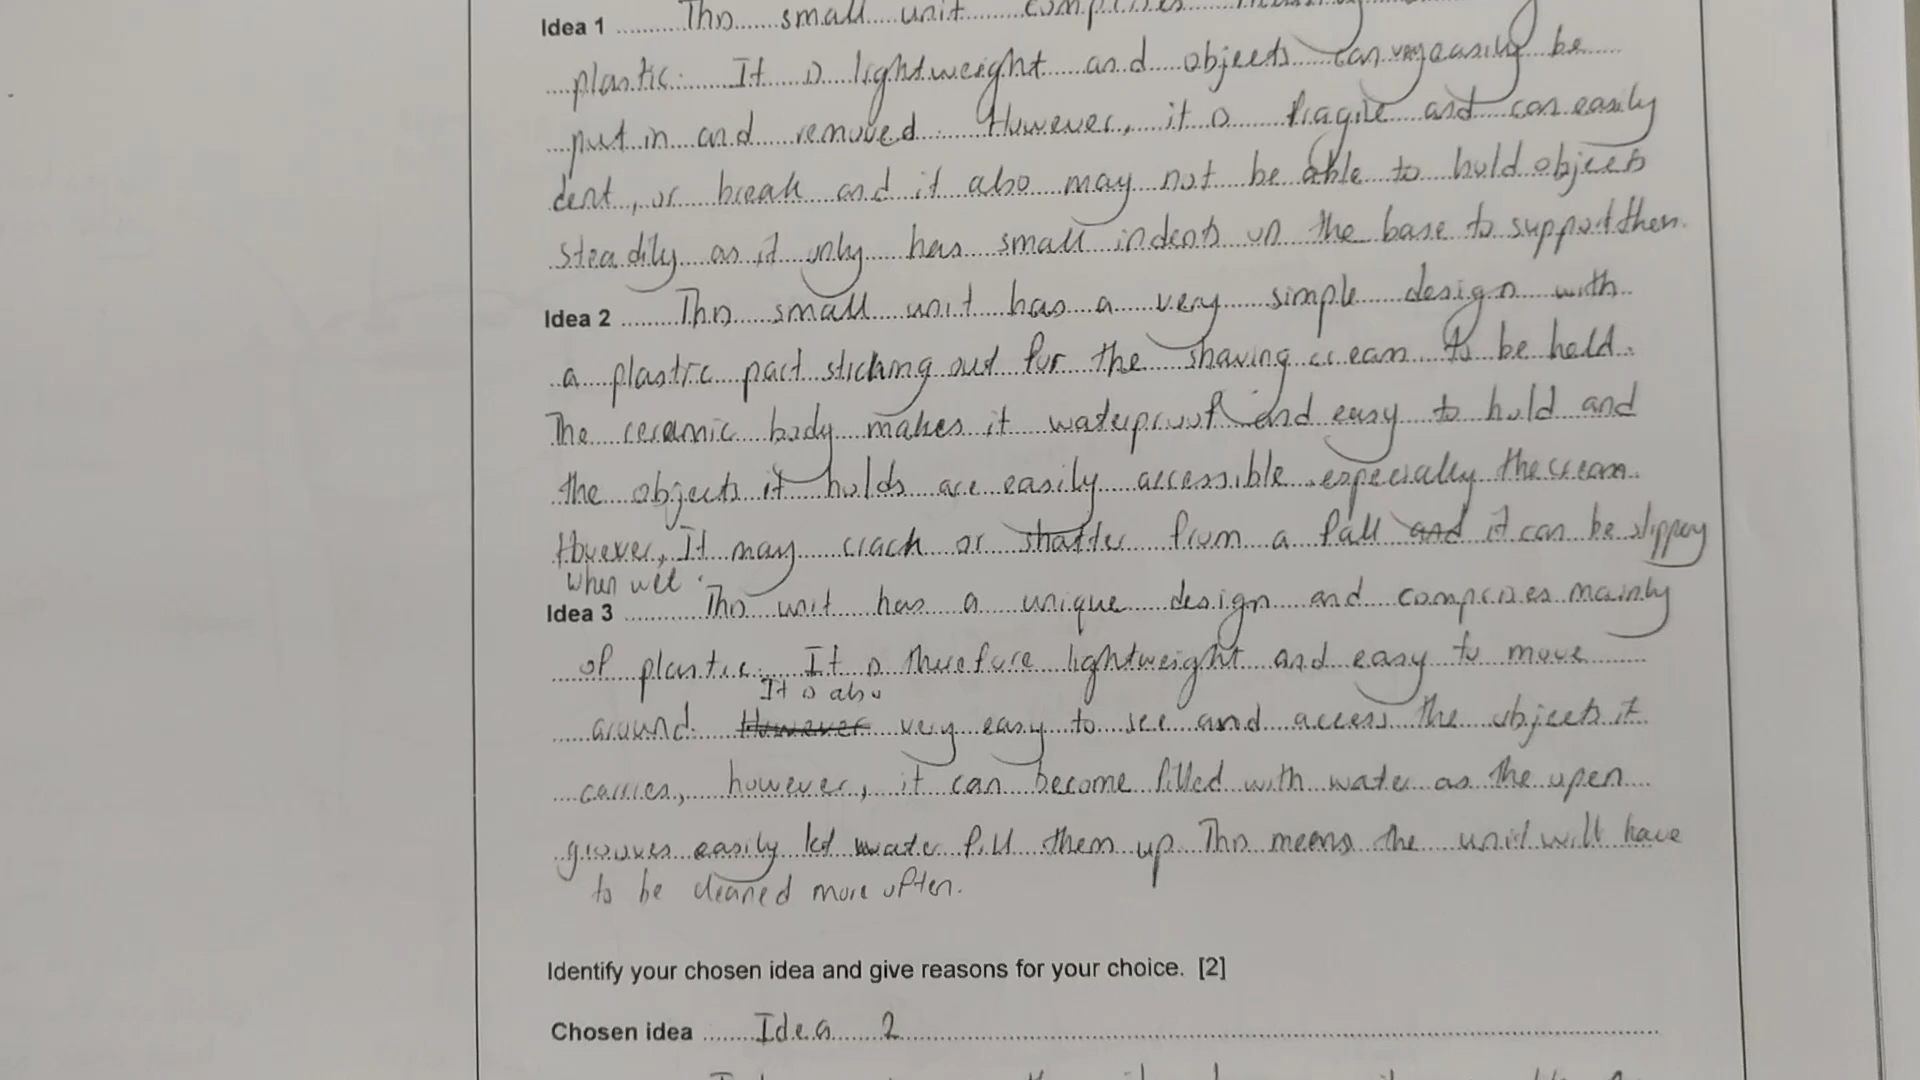 Idea 1 This small unit comprises
plastic. It is lightweight and objects can very easily be
put in and removed. However, it is fragile and can easily
dent, or break and it also may not be able to hold objects
steadily as it only has small indents on the base to support them.
Idea 2 This small unit has a very simple design with
a plastic part sticking out for the shaving cream to be held.
The ceramic body makes it waterproof and easy to hold and
the objects it holds are easily accessible especially the cream.
However, It may crack or shatter from a fall and it can be slippery
when wet.
Idea 3 This unit has a unique design and comprises mainly
of plastic. It is therefore lightweight and easy to move
It is also
around. However very easy to see and access the objects it
carries, however, it can become filled with water as the open
grooves easily let water fill them up. This means the unit will have
to be cleaned more often.
Identify your chosen idea and give reasons for your choice. [2]
Chosen idea Idea 2